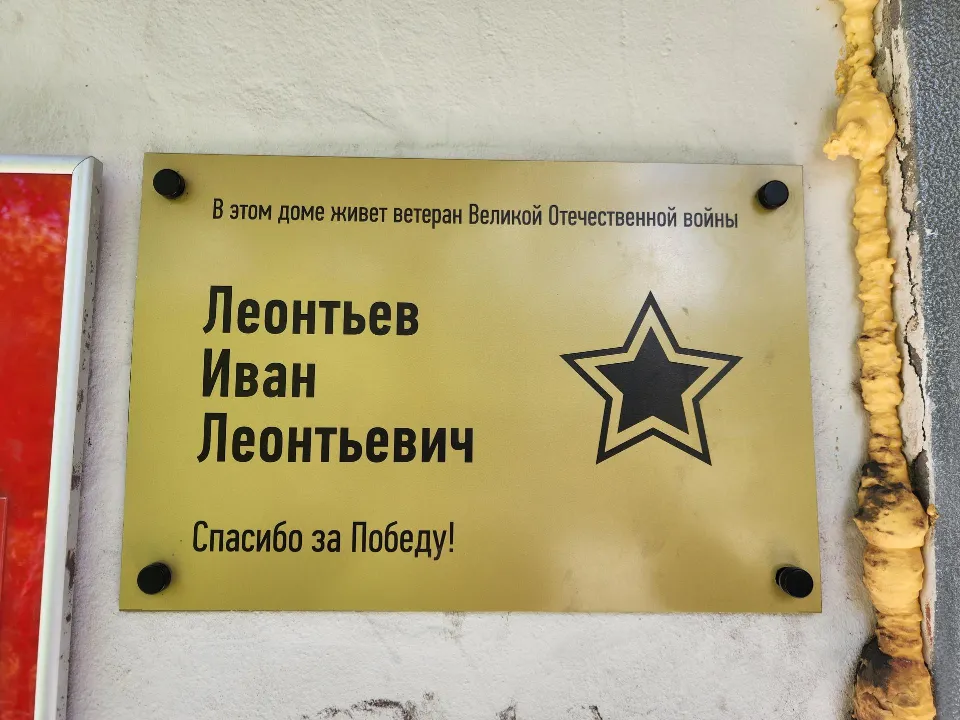 В этом доме живет ветеран Великой Отечественной войны
Леонтьев
Иван
Леонтьевич
Спасибо за Победу!